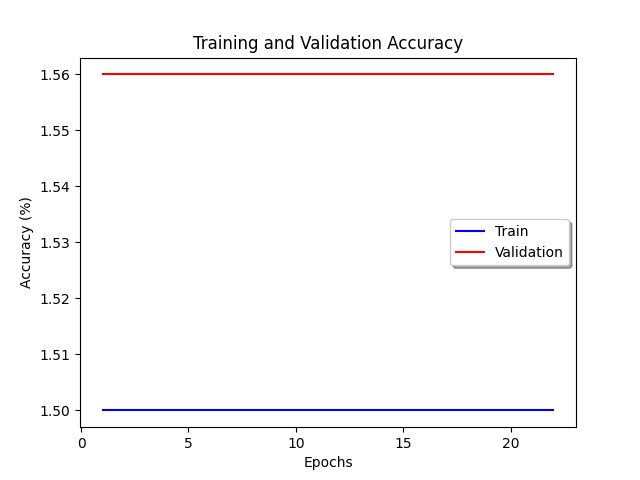 Training and Validation Accuracy
Accuracy (%)
1.56
1.55
1.54
1.53
1.52
1.51
1.50
Train
Validation
0
5
10
15
20
Epochs